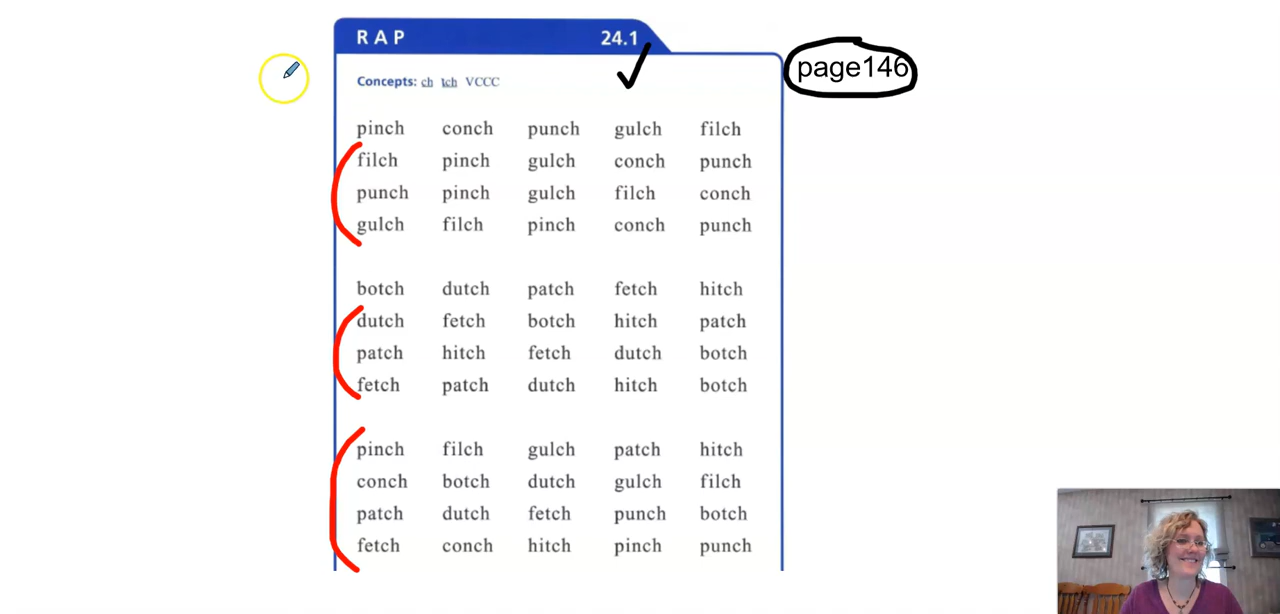 RAP 24.1
page146
Concepts: ch tch VCCC
pinch conch punch gulch filch
filch pinch gulch conch punch
punch pinch gulch filch conch
gulch filch pinch conch punch
botch dutch patch fetch hitch
dutch fetch botch hitch patch
patch hitch fetch dutch botch
fetch patch dutch hitch botch
pinch filch gulch patch hitch
conch botch dutch gulch filch
patch dutch fetch punch botch
fetch conch hitch pinch punch